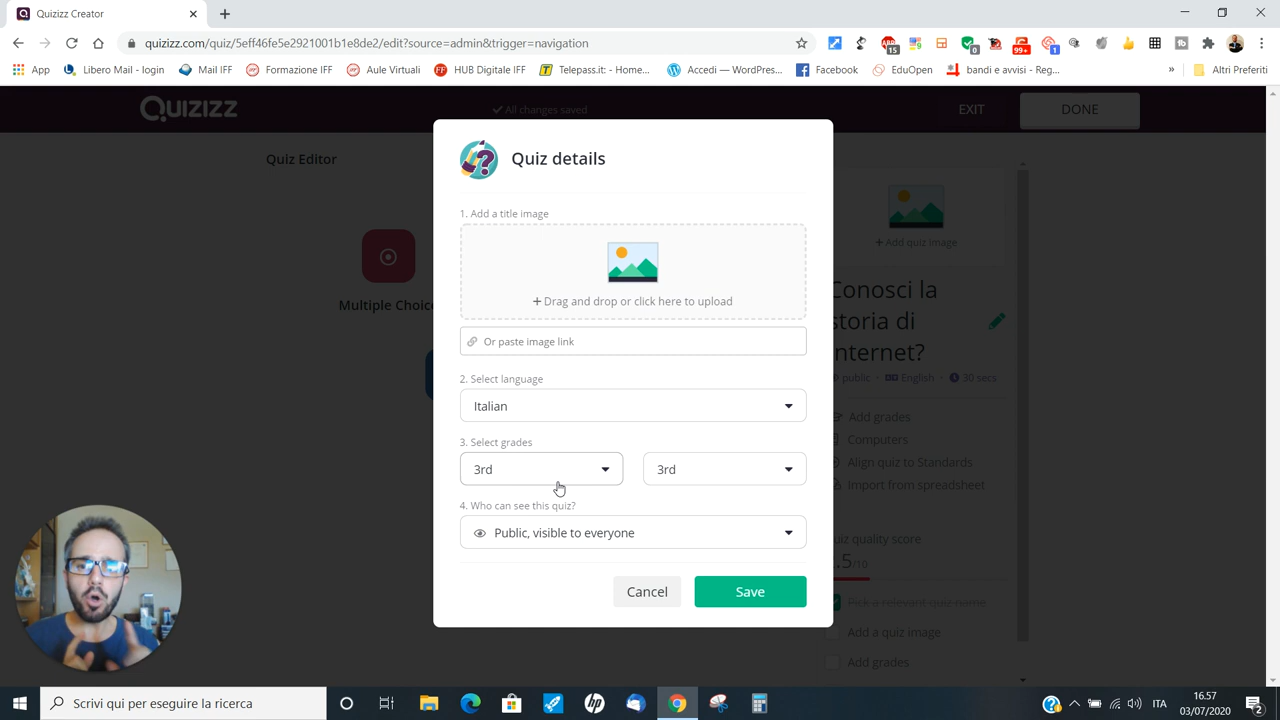 Quizizz Creator
quizizz.com/quiz/5eff46fe5e292101b1eade2/edit?source=admin&trigger=navigation
App
Libero Mail - login
Mail IFF
Formazione IFF
Aule Virtuali
HUB Digitale IFF
Telepass.it: - Home...
Accedi — WordPres...
Facebook
EduOpen
bandi e avvisi - Reg...
»
Altri Preferiti
QUIZIZZ
All changes saved
EXIT
DONE
Quiz Editor
Quiz details
1. Add a title image
+ Drag and drop or click here to upload
Or paste image link
2. Select language
Italian
3. Select grades
3rd
3rd
4. Who can see this quiz?
Public, visible to everyone
Cancel
Save
Multiple Choic
+ Add quiz image
Conosci la
storia di
nternet?
public
English
30 secs
Add grades
Computers
Align quiz to Standards
Import from spreadsheet
uiz quality score
.5/10
Pick a relevant quiz name
Add a quiz image
Add grades
Scrivi qui per eseguire la ricerca
ITA
16.57
03/07/2020
2